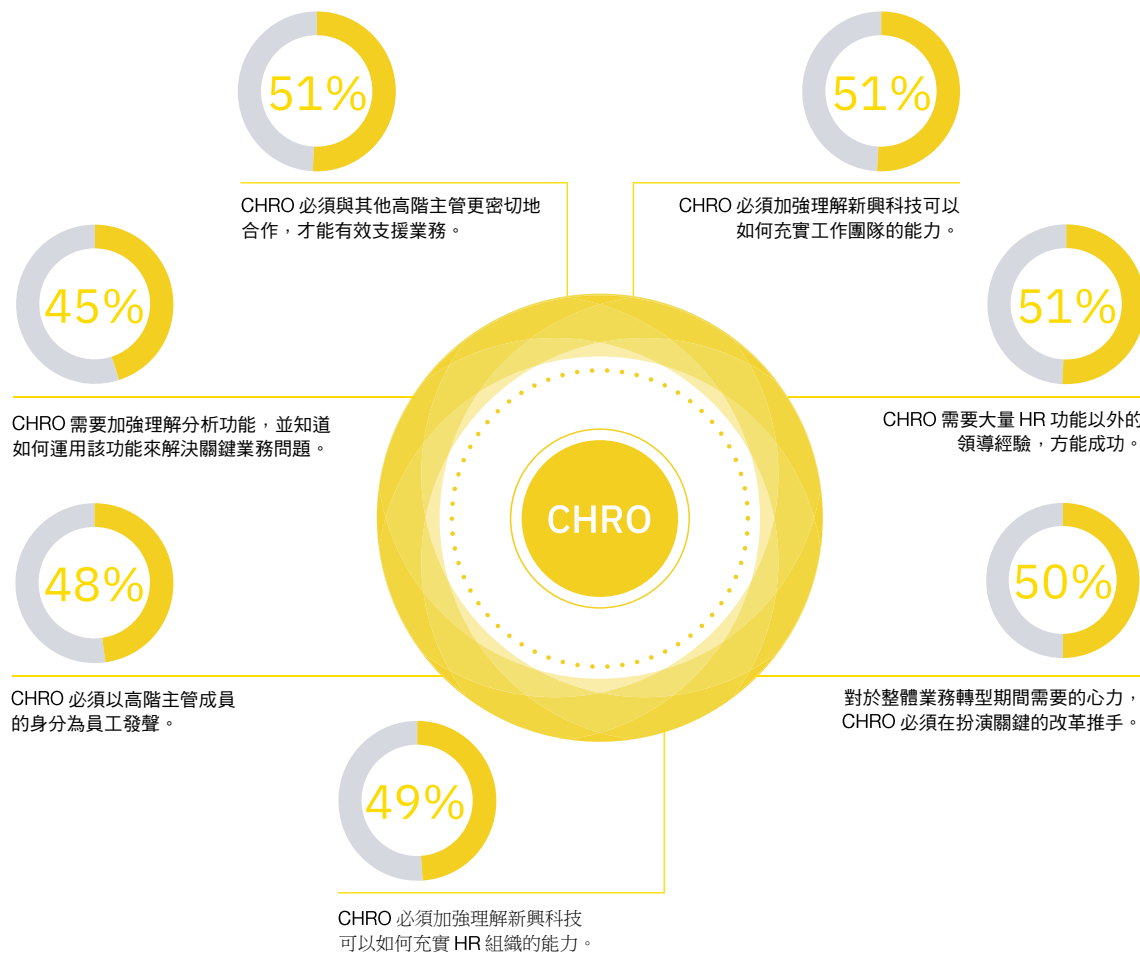 51%
CHRO 必須與其他高階主管更密切地
合作，才能有效支援業務。
51%
CHRO 必須加強理解新興科技可以
如何充實工作團隊的能力。
45%
CHRO 需要加強理解分析功能，並知道
如何運用該功能來解決關鍵業務問題。
51%
CHRO 需要大量 HR 功能以外的
領導經驗，方能成功。
CHRO
48%
CHRO 必須以高階主管成員
的身分為員工發聲。
50%
對於整體業務轉型期間需要的心力，
CHRO 必須在扮演關鍵的改革推手。
49%
CHRO 必須加強理解新興科技
可以如何充實 HR 組織的能力。